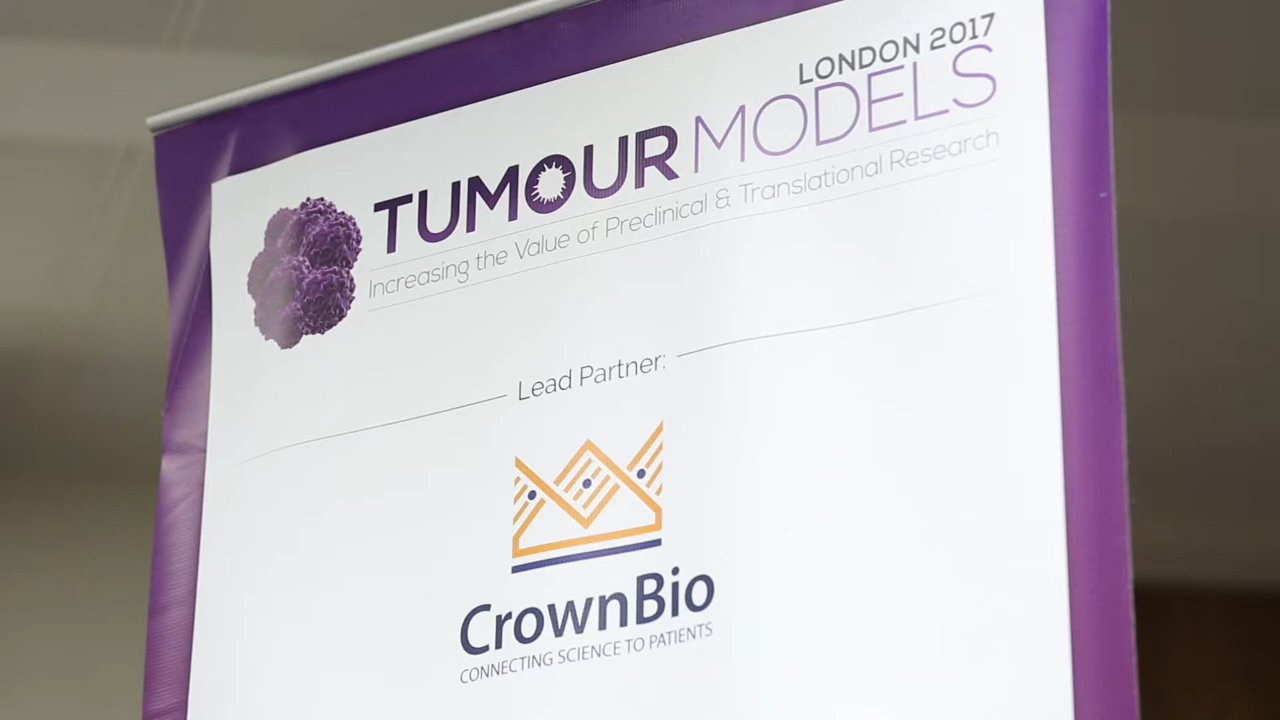 LONDON 2017
TUMOUR MODELS
Increasing the Value of Preclinical & Translational Research
Lead Partner:
CrownBio
CONNECTING SCIENCE TO PATIENTS